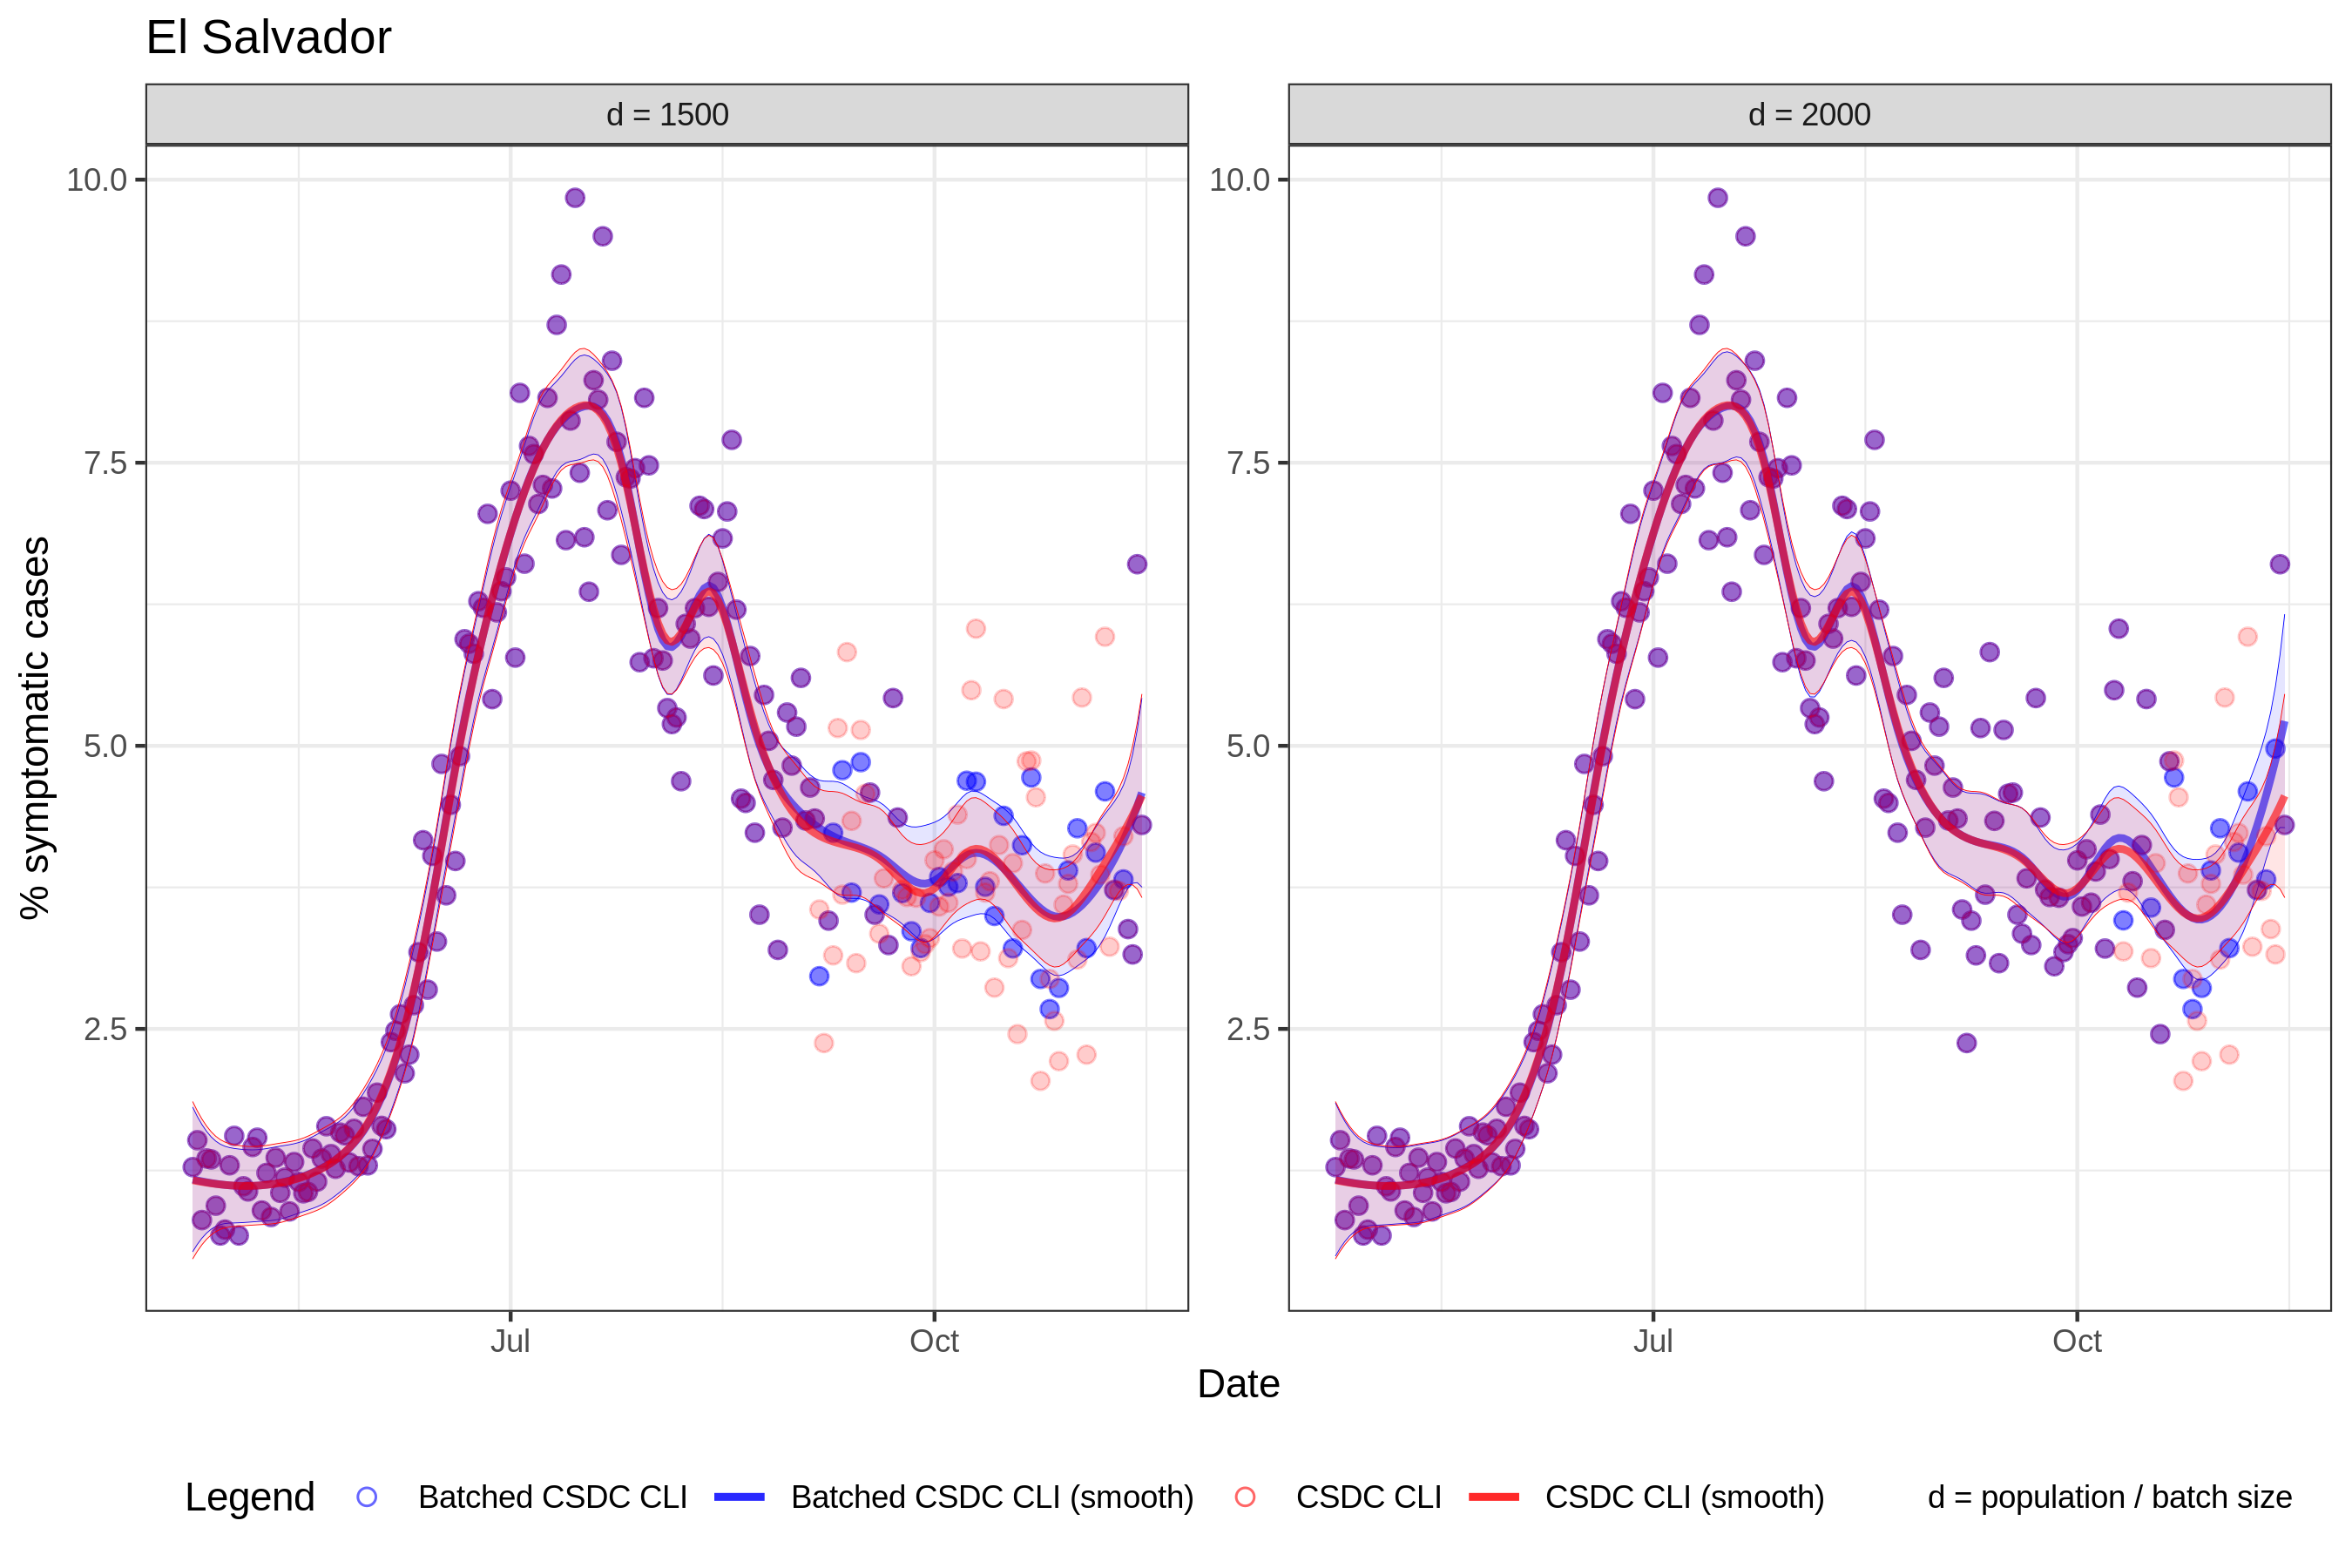 El Salvador
d = 1500
d = 2000
% symptomatic cases
10.0
7.5
5.0
2.5
10.0
7.5
5.0
2.5
Jul
Oct
Jul
Oct
Date
Legend
Batched CSDC CLI
Batched CSDC CLI (smooth)
CSDC CLI
CSDC CLI (smooth)
d = population / batch size